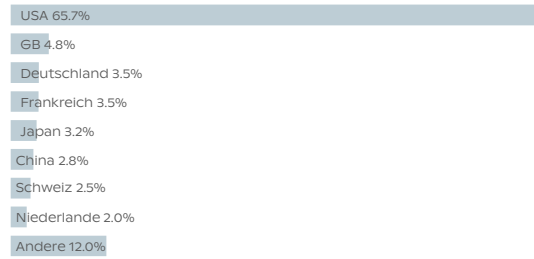 USA 65.7%
GB 4.8%
Deutschland 3.5%
Frankreich 3.5%
Japan 3.2%
China 2.8%
Schweiz 2.5%
Niederlande 2.0%
Andere 12.0%